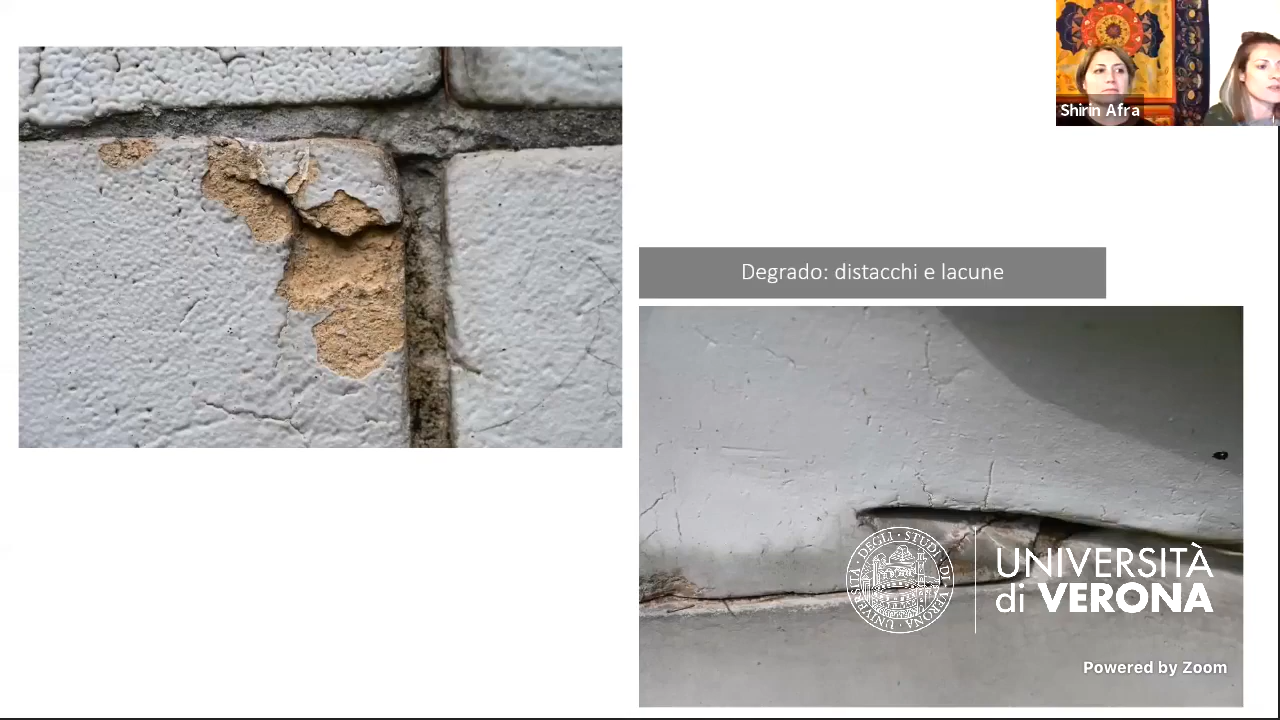 Shirin Afra
Degrado: distacchi e lacune
UNIVERSITÀ
di VERONA
· DEGLI · STUDI · DI · VERONA · UNIVERSITÀ
Powered by Zoom